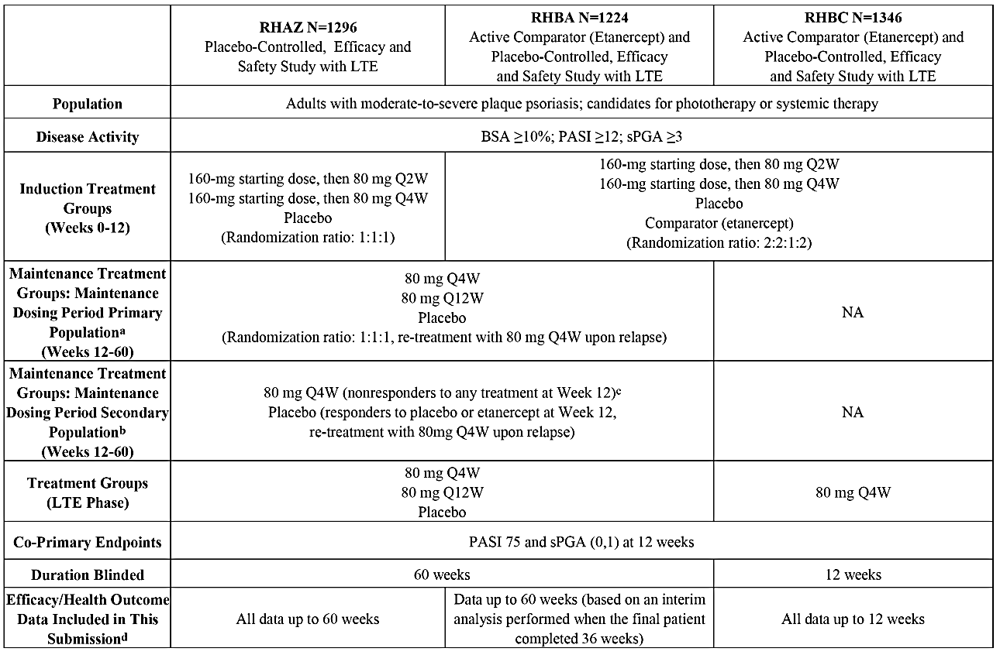 RHAZ N=1296
Placebo-Controlled, Efficacy and
Safety Study with LTE
RHBA N=1224
Active Comparator (Etanercept) and
Placebo-Controlled, Efficacy
and Safety Study with LTE
RHBC N=1346
Active Comparator (Etanercept) and
Placebo-Controlled, Efficacy
and Safety Study with LTE
Population
Adults with moderate-to-severe plaque psoriasis; candidates for phototherapy or systemic therapy
Disease Activity
BSA ≥10%; PASI ≥12; sPGA ≥3
Induction Treatment
Groups
(Weeks 0-12)
160-mg starting dose, then 80 mg Q2W
160-mg starting dose, then 80 mg Q4W
Placebo
(Randomization ratio: 1:1:1)
160-mg starting dose, then 80 mg Q2W
160-mg starting dose, then 80 mg Q4W
Placebo
Comparator (etanercept)
(Randomization ratio: 2:2:1:2)
Maintenance Treatment
Groups: Maintenance
Dosing Period Primary
Populationa
(Weeks 12-60)
80 mg Q4W
80 mg Q12W
Placebo
(Randomization ratio: 1:1:1, re-treatment with 80 mg Q4W upon relapse)
NA
Maintenance Treatment
Groups: Maintenance
Dosing Period Secondary
Populationb
(Weeks 12-60)
80 mg Q4W (nonresponders to any treatment at Week 12)c
Placebo (responders to placebo or etanercept at Week 12,
re-treatment with 80mg Q4W upon relapse)
NA
Treatment Groups
(LTE Phase)
80 mg Q4W
80 mg Q12W
Placebo
80 mg Q4W
Co-Primary Endpoints
PASI 75 and sPGA (0,1) at 12 weeks
Duration Blinded
60 weeks
12 weeks
Efficacy/Health Outcome
Data Included in This
Submissiond
All data up to 60 weeks
Data up to 60 weeks (based on an interim
analysis performed when the final patient
completed 36 weeks)
All data up to 12 weeks